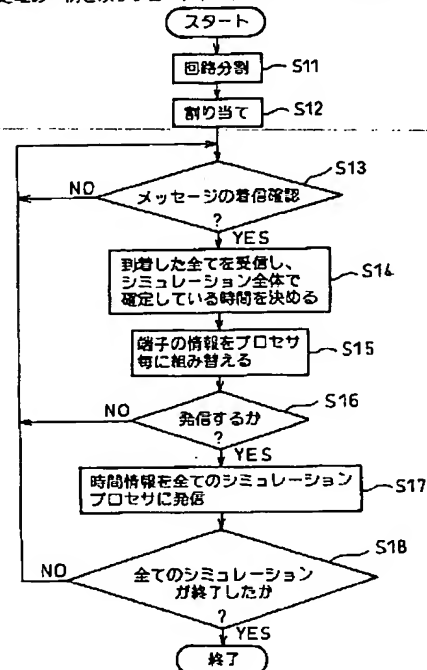 スタート
回路分割
S11
割り当て
S12
S13
NO
メッセージの着信確認
?
YES
到着した全てを受信し、
シミュレーション全体で
確定している時間を決める
S14
端子の情報をプロセサ
毎に組み替える
S15
S16
NO
発信するか
?
YES
時間情報を全てのシミュレーション
プロセサに発信
S17
S18
NO
全てのシミュレーション
が終了したか
?
YES
終了